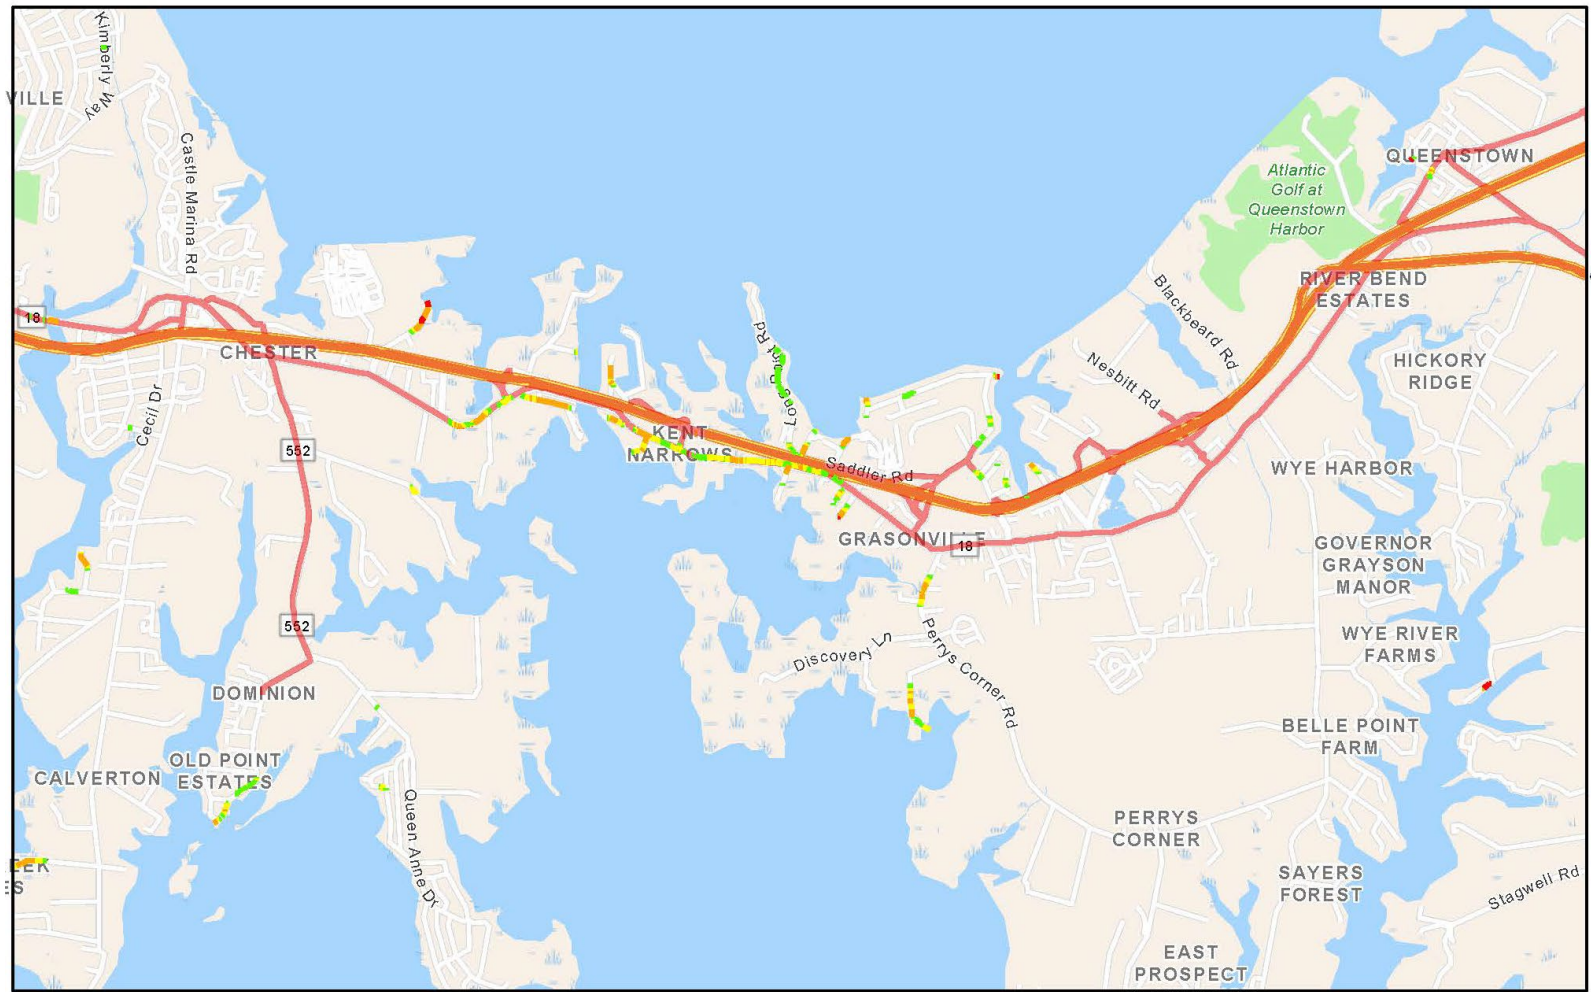 Kimberly Way
VILLE
Castle Marina Rd
QUEENSTOWN
Atlantic
Golf at
Queenstown
Harbor
18
CHESTER
Long Point Rd
Blackbeard Rd
RIVER BEND
ESTATES
Nesbitt Rd
HICKORY
RIDGE
Cecil Dr
552
KENT
NARROWS
Saddler Rd
WYE HARBOR
GRASONVILLE
18
GOVERNOR
GRAYSON
MANOR
552
Discovery Ln
Perrys Corner Rd
WYE RIVER
FARMS
DOMINION
BELLE POINT
FARM
OLD POINT
ESTATES
CALVERTON
Queen Anne Dr
PERRYS
CORNER
EEK
ES
SAYERS
FOREST
Stagwell Rd
EAST
PROSPECT